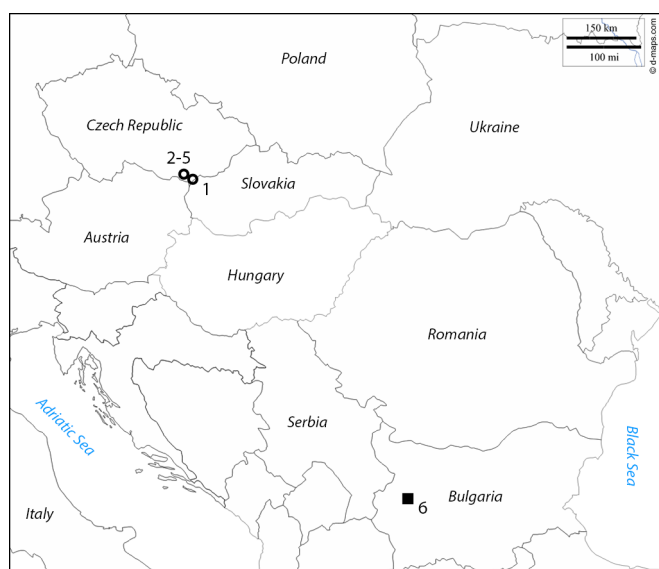 150 km
100 mi
© d-maps.com
Poland
Czech Republic
Ukraine
2-5
1
Slovakia
Austria
Hungary
Romania
Adriatic Sea
Serbia
Black Sea
Bulgaria
6
Italy